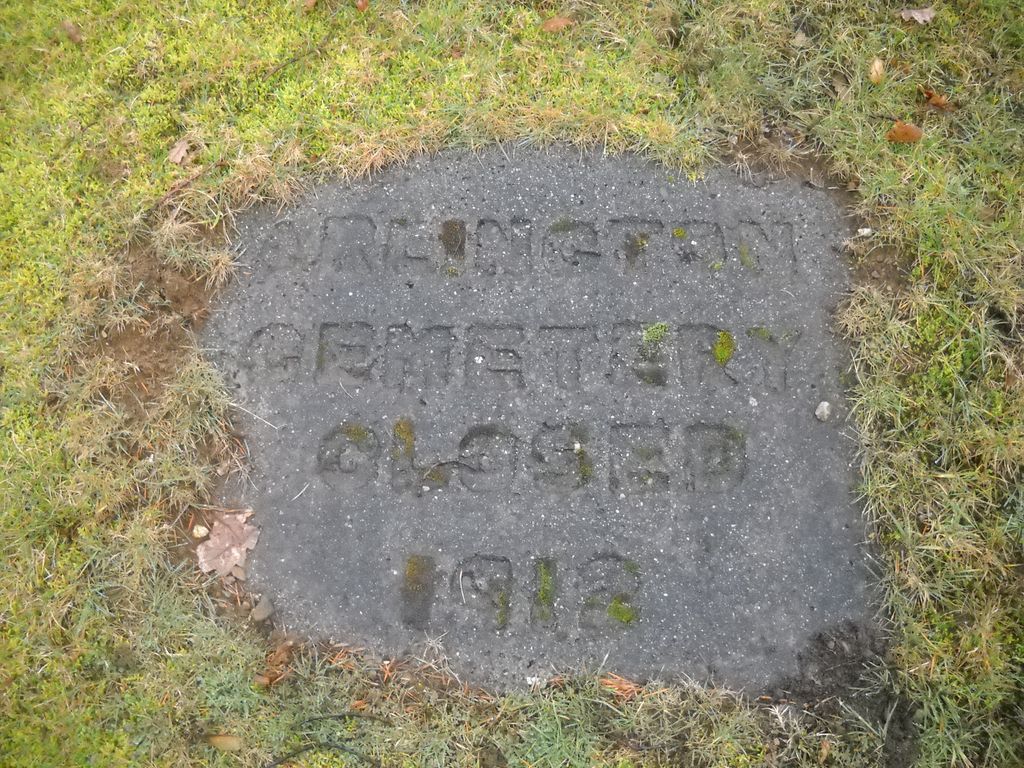 ARLINGTON
CEMETERY
CLOSED
1912